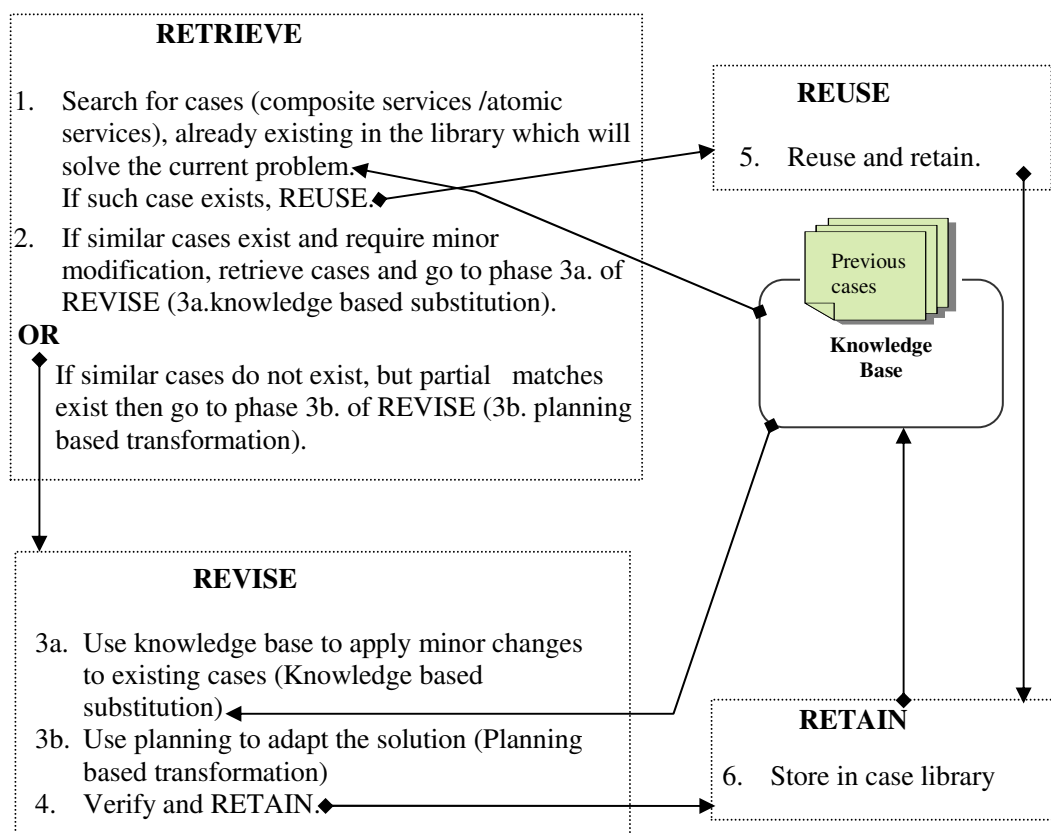 RETRIEVE
1. Search for cases (composite services /atomic
services), already existing in the library which will
solve the current problem.
If such case exists, REUSE.
2. If similar cases exist and require minor
modification, retrieve cases and go to phase 3a. of
REVISE (3a.knowledge based substitution).
OR
If similar cases do not exist, but partial matches
exist then go to phase 3b. of REVISE (3b. planning
based transformation).
REUSE
5. Reuse and retain.
Previous
cases
Knowledge
Base
REVISE
3a. Use knowledge base to apply minor changes
to existing cases (Knowledge based
substitution)
3b. Use planning to adapt the solution (Planning
based transformation)
4. Verify and RETAIN.
RETAIN
6. Store in case library